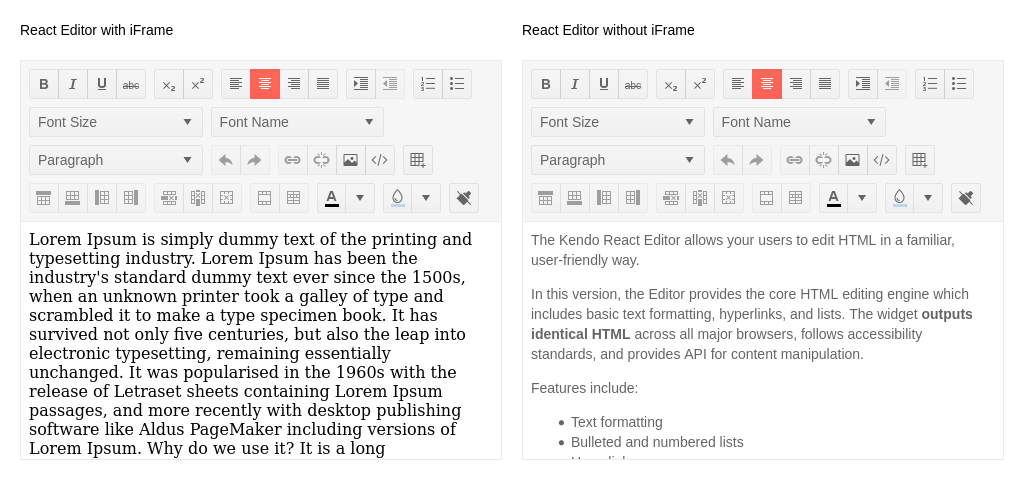 React Editor with iFrame
B I U abc x₂ x²
Font Size Font Name
Paragraph
A
Lorem Ipsum is simply dummy text of the printing and
typesetting industry. Lorem Ipsum has been the
industry's standard dummy text ever since the 1500s,
when an unknown printer took a galley of type and
scrambled it to make a type specimen book. It has
survived not only five centuries, but also the leap into
electronic typesetting, remaining essentially
unchanged. It was popularised in the 1960s with the
release of Letraset sheets containing Lorem Ipsum
passages, and more recently with desktop publishing
software like Aldus PageMaker including versions of
Lorem Ipsum. Why do we use it? It is a long
React Editor without iFrame
B I U abc x₂ x²
Font Size Font Name
Paragraph
A
The Kendo React Editor allows your users to edit HTML in a familiar,
user-friendly way.
In this version, the Editor provides the core HTML editing engine which
includes basic text formatting, hyperlinks, and lists. The widget outputs
identical HTML across all major browsers, follows accessibility
standards, and provides API for content manipulation.
Features include:
Text formatting
Bulleted and numbered lists